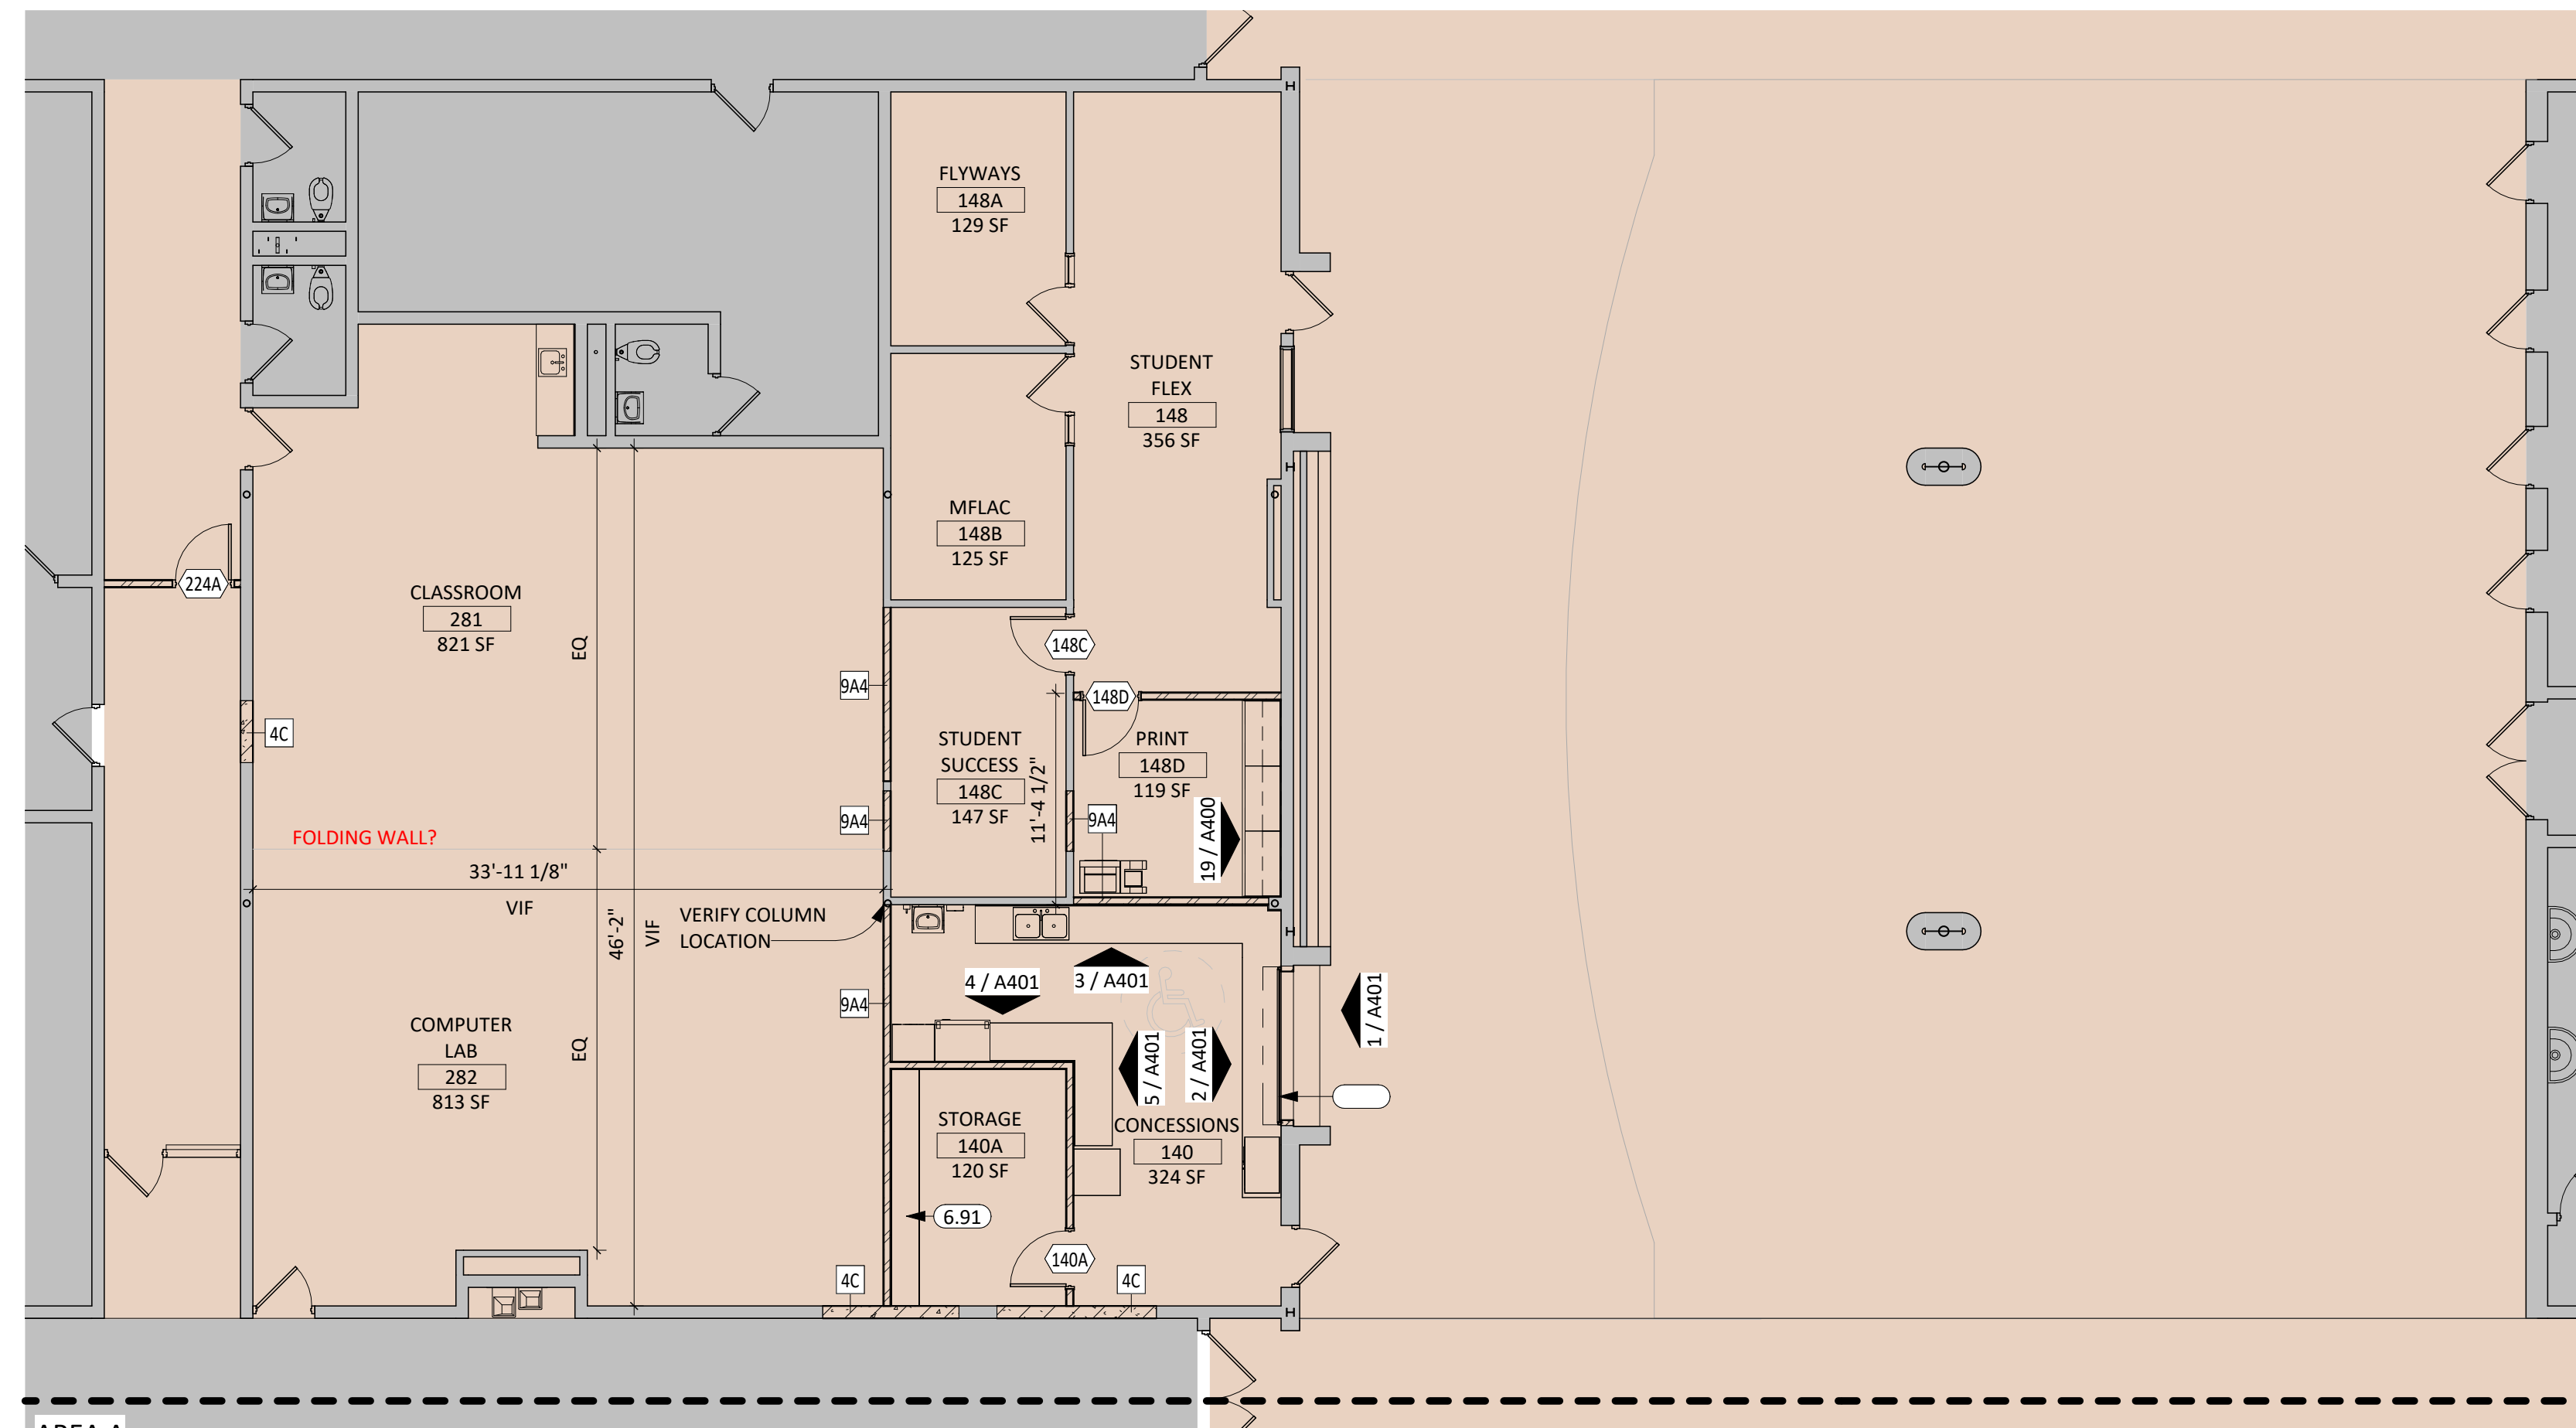 FLYWAYS
148A
129 SF
STUDENT
FLEX
148
356 SF
MFLAC
148B
125 SF
224A
CLASSROOM
281
821 SF
EQ
148C
9A4
148D
4C
STUDENT
SUCCESS
148C
147 SF
11'-4 1/2"
PRINT
148D
119 SF
9A4
9A4
19 / A400
FOLDING WALL?
33'-11 1/8"
VIF
46'-2"
VIF
VERIFY COLUMN
LOCATION
4 / A401
3 / A401
9A4
1 / A401
COMPUTER
LAB
282
813 SF
EQ
5 / A401
2 / A401
STORAGE
140A
120 SF
CONCESSIONS
140
324 SF
6.91
140A
4C
4C